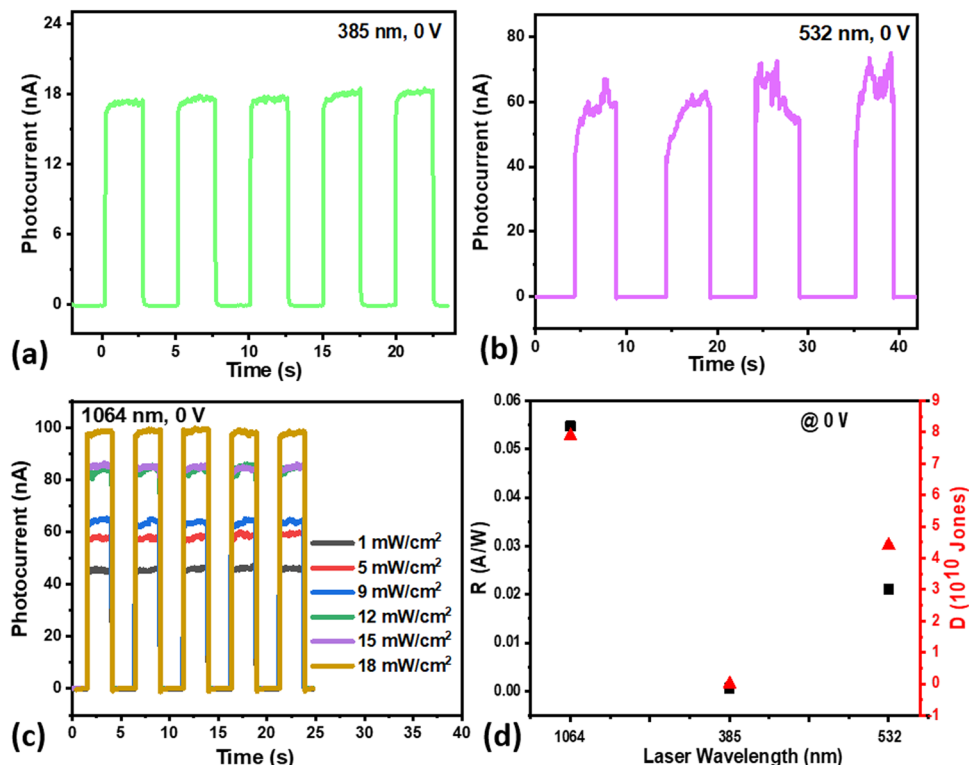 385 nm, 0 V
24
18
12
6
0
Photocurrent (nA)
0 5 10 15 20
Time (s)
(a)
532 nm, 0 V
80
60
40
20
0
Photocurrent (nA)
0 10 20 30 40
Time (s)
(b)
1064 nm, 0 V
100
80
60
40
20
0
Photocurrent (nA)
1 mW/cm²
5 mW/cm²
9 mW/cm²
12 mW/cm²
15 mW/cm²
18 mW/cm²
0 5 10 15 20 25 30 35 40
Time (s)
(c)
@ 0 V
0.06
0.05
0.04
0.03
0.02
0.01
0.00
R (A/W)
9
8
7
6
5
4
3
2
1
0
1
D (10¹⁰ Jones)
1064 385 532
Laser Wavelength (nm)
(d)